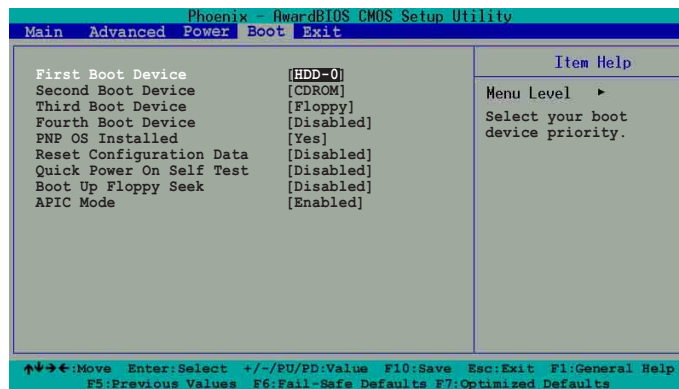 Phoenix - AwardBIOS CMOS Setup Utility
Main Advanced Power Boot Exit
First Boot Device [HDD-0]
Second Boot Device [CDROM]
Third Boot Device [Floppy]
Fourth Boot Device [Disabled]
PNP OS Installed [Yes]
Reset Configuration Data [Disabled]
Quick Power On Self Test [Disabled]
Boot Up Floppy Seek [Disabled]
APIC Mode [Enabled]
Item Help
Menu Level ►
Select your boot
device priority.
↑↓→←:Move Enter:Select +/-/PU/PD:Value F10:Save Esc:Exit F1:General Help
F5:Previous Values F6:Fail-Safe Defaults F7:Optimized Defaults